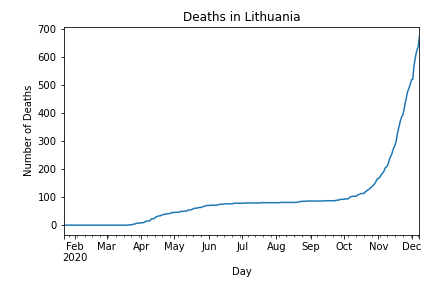 Deaths in Lithuania
700
600
500
400
300
200
100
0
Number of Deaths
Feb Mar Apr May Jun Jul Aug Sep Oct Nov Dec
2020
Day